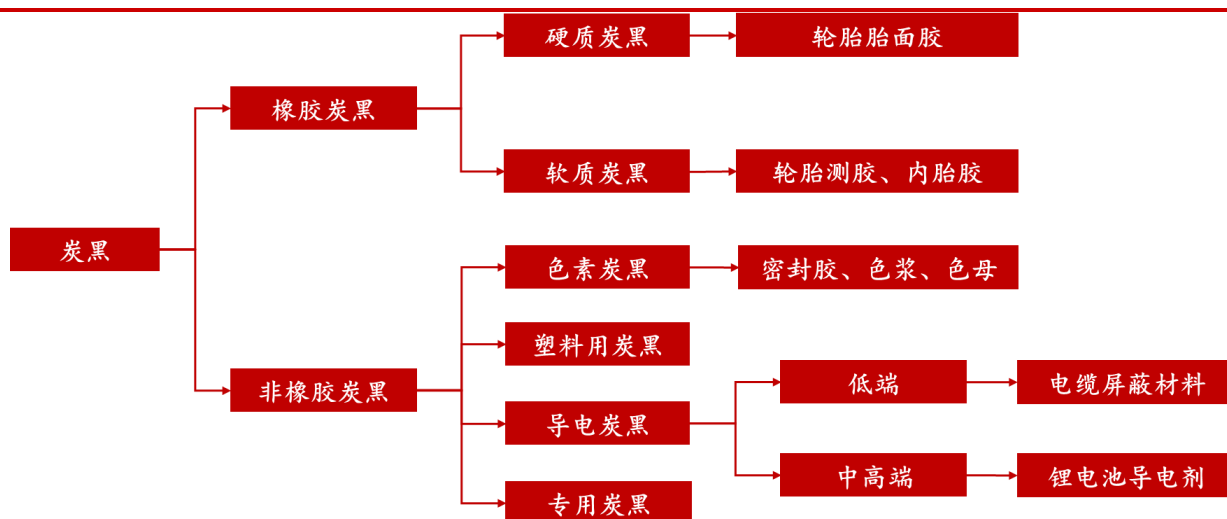 硬质炭黑
轮胎胎面胶
橡胶炭黑
软质炭黑
轮胎测胶、内胎胶
炭黑
色素炭黑
密封胶、色浆、色母
塑料用炭黑
非橡胶炭黑
低端
电缆屏蔽材料
导电炭黑
中高端
锂电池导电剂
专用炭黑